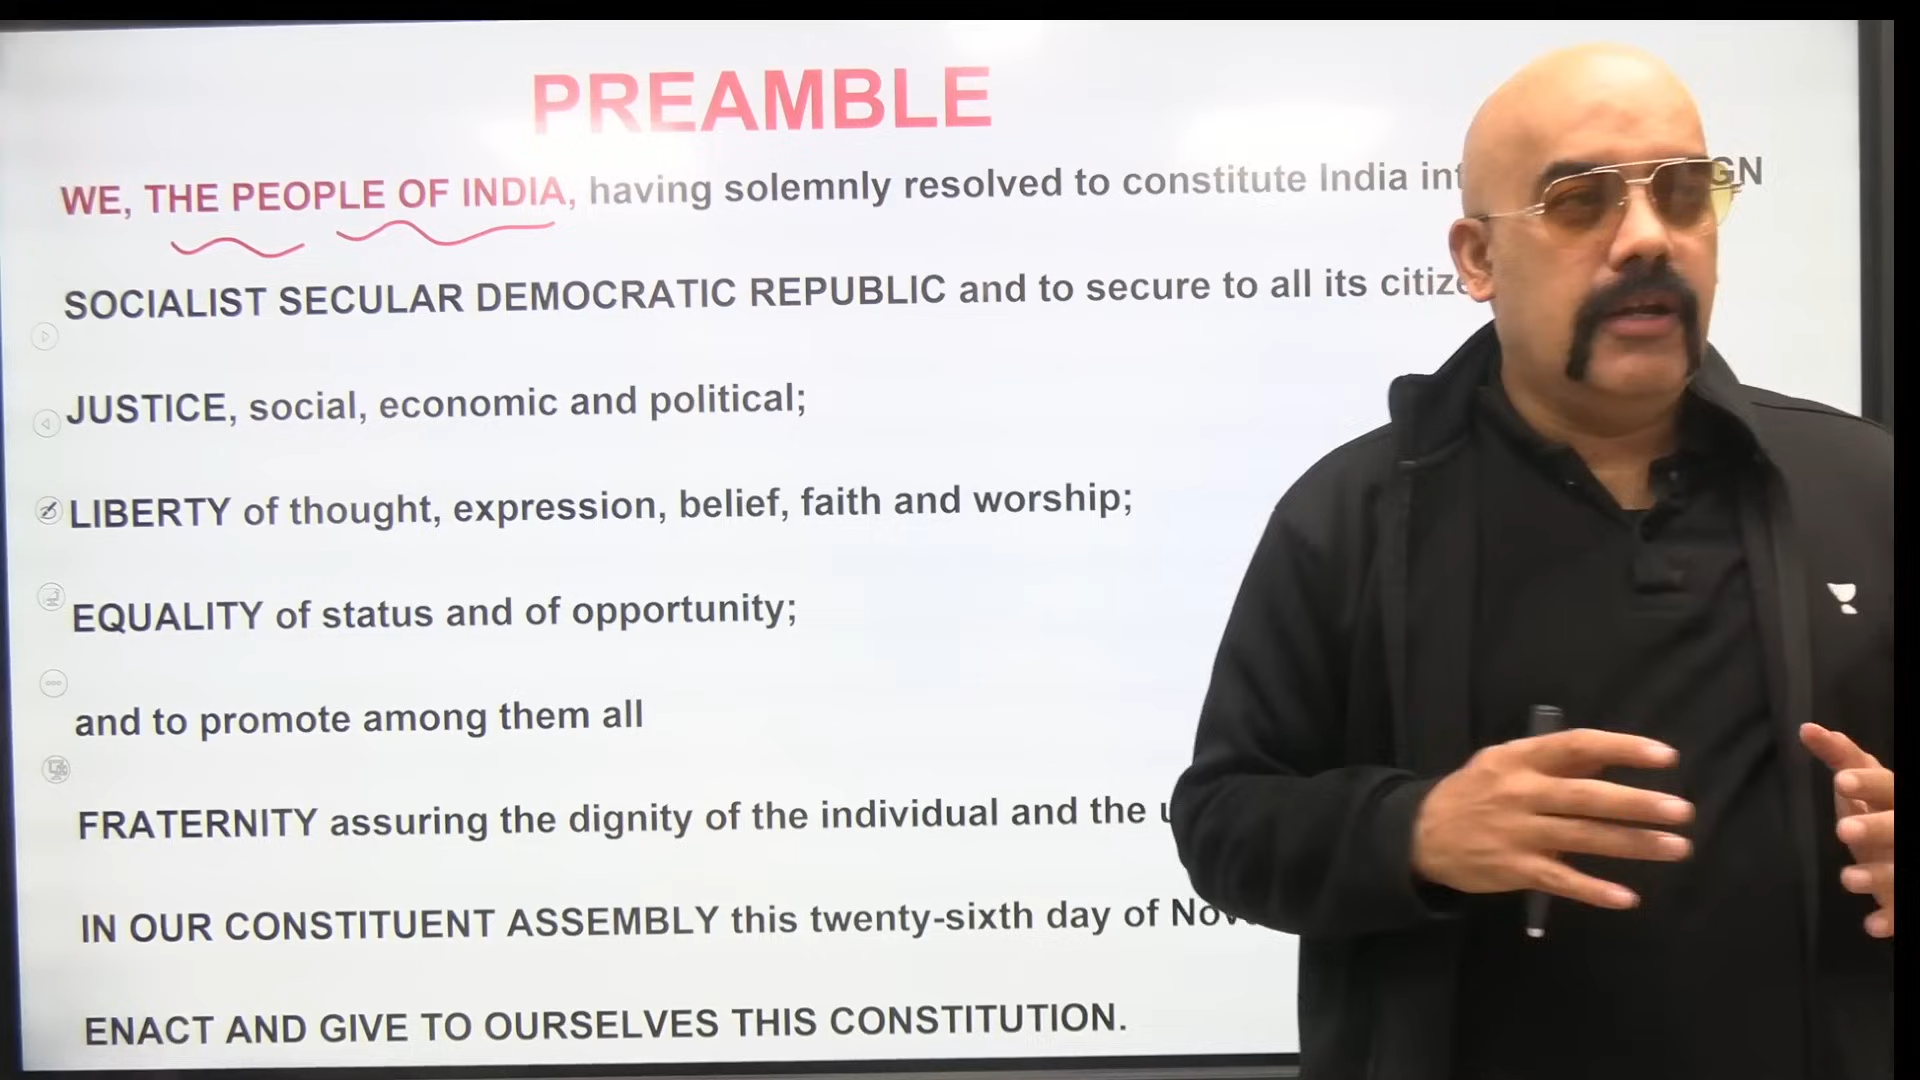 PREAMBLE
WE, THE PEOPLE OF INDIA, having solemnly resolved to constitute India
SOCIALIST SECULAR DEMOCRATIC REPUBLIC and to secure to all its
JUSTICE, social, economic and political;
LIBERTY of thought, expression, belief, faith and worship;
EQUALITY of status and of opportunity;
and to promote among them all
FRATERNITY assuring the dignity of the individual and the
IN OUR CONSTITUENT ASSEMBLY this twenty-sixth day of
ENACT AND GIVE TO OURSELVES THIS CONSTITUTION.